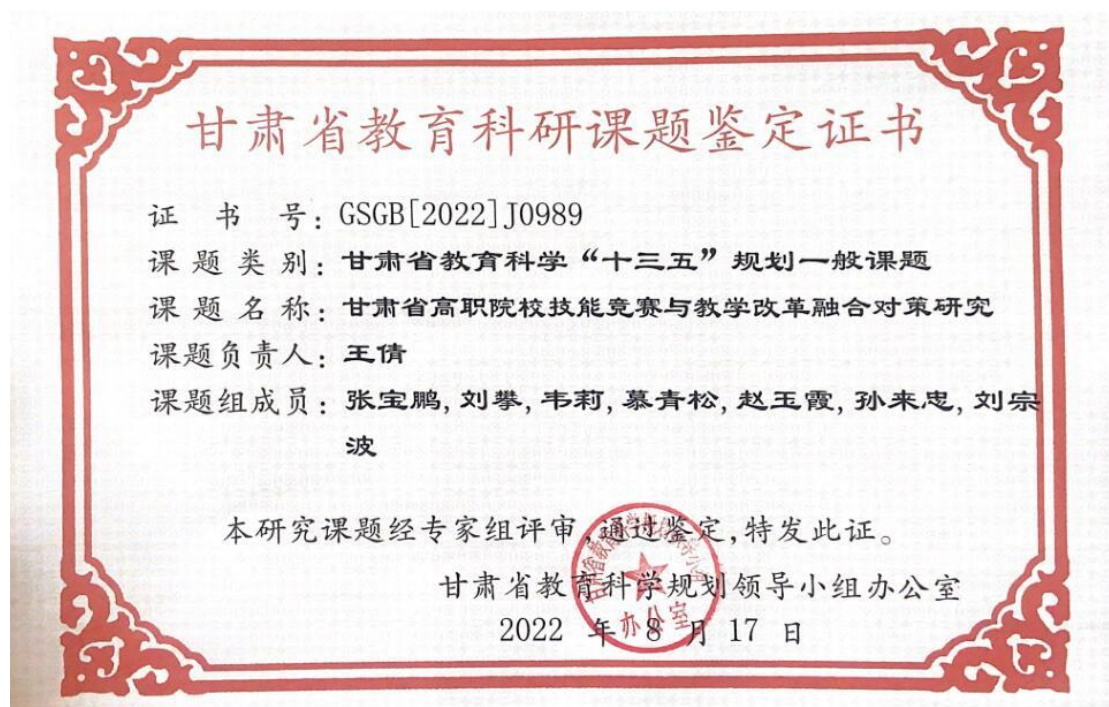 甘肃省教育科研课题鉴定证书
证 书 号：GSGB[2022]J0989
课题类别：甘肃省教育科学“十三五”规划一般课题
课题名称：甘肃省高职院校技能竞赛与教学改革融合对策研究
课题负责人：王倩
课题组成员：张宝鹏,刘攀,韦莉,慕青松,赵玉霞,孙来忠,刘宗
波
本研究课题经专家组评审,通过鉴定,特发此证。
甘肃省教育科学规划领导小组办公室
2022 年 8 月 17 日
办公室